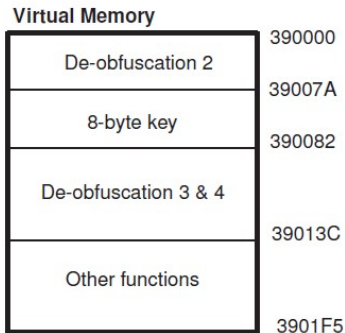 Virtual Memory
390000
De-obfuscation 2
39007A
8-byte key
390082
De-obfuscation 3 & 4
39013C
Other functions
3901F5